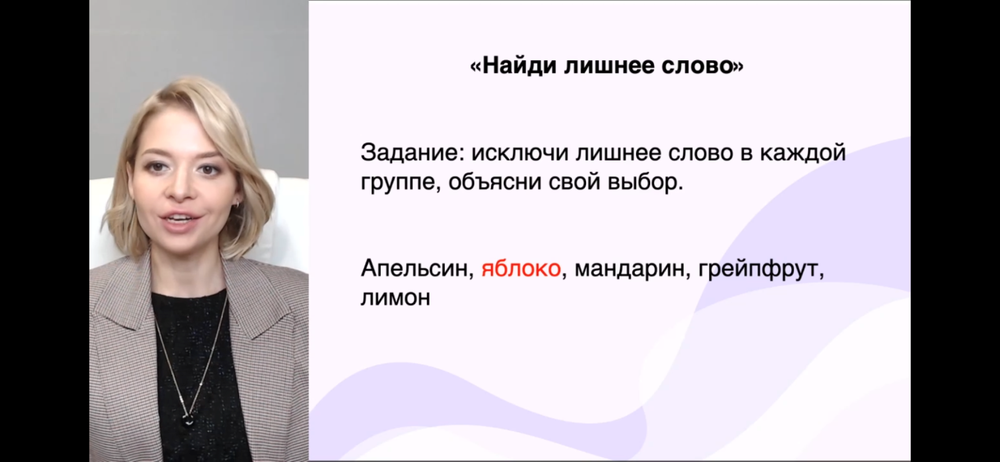 «Найди лишнее слово»
Задание: исключи лишнее слово в каждой
группе, объясни свой выбор.
Апельсин, яблоко, мандарин, грейпфрут,
лимон